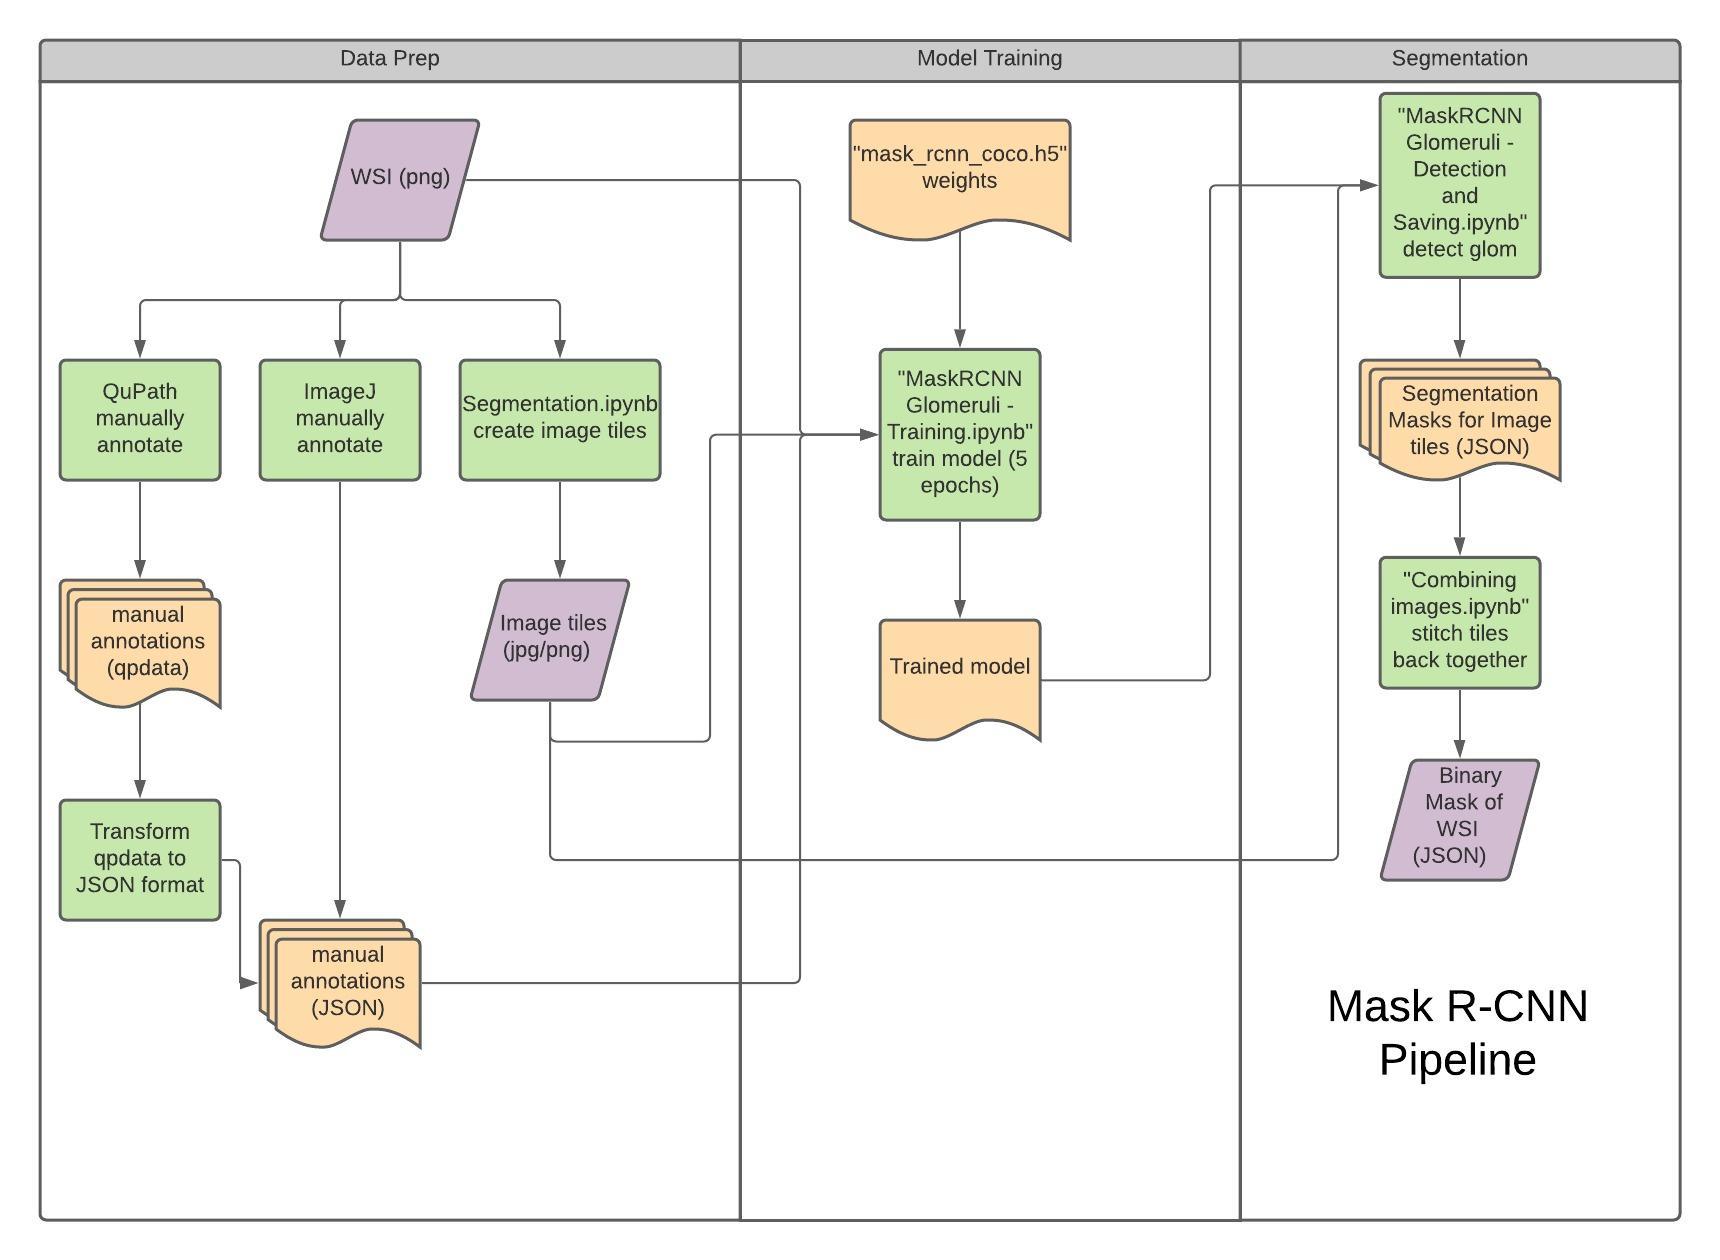 Data Prep
Model Training
Segmentation
WSI (png)
QuPath
manually
annotate
ImageJ
manually
annotate
Segmentation.ipynb
create image tiles
manual
annotations
(qpdata)
Image tiles
(jpg/png)
Transform
qpdata to
JSON format
manual
annotations
(JSON)
"mask_rcnn_coco.h5"
weights
"MaskRCNN
Glomeruli -
Training.ipynb"
train model (5
epochs)
Trained model
"MaskRCNN
Glomeruli -
Detection
and
Saving.ipynb"
detect glom
Segmentation
Masks for Image
tiles (JSON)
"Combining
images.ipynb"
stitch tiles
back together
Binary
Mask of
WSI
(JSON)
Mask R-CNN
Pipeline